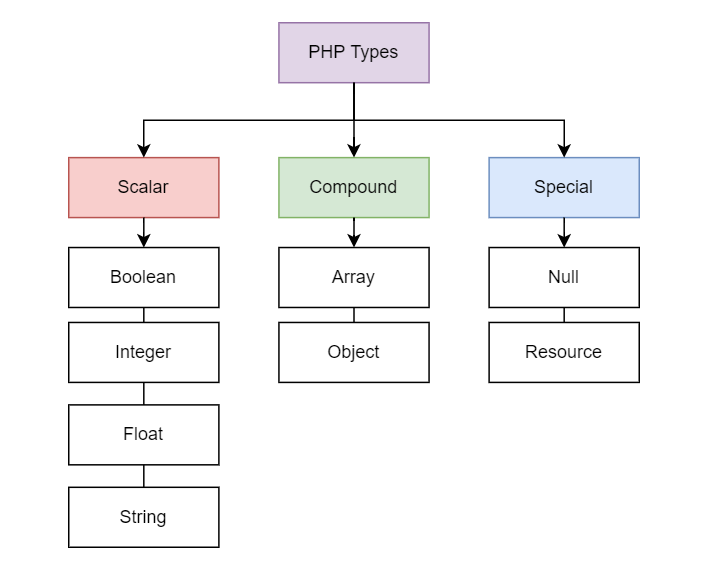 PHP Types
Scalar
Compound
Special
Boolean
Array
Null
Integer
Object
Resource
Float
String